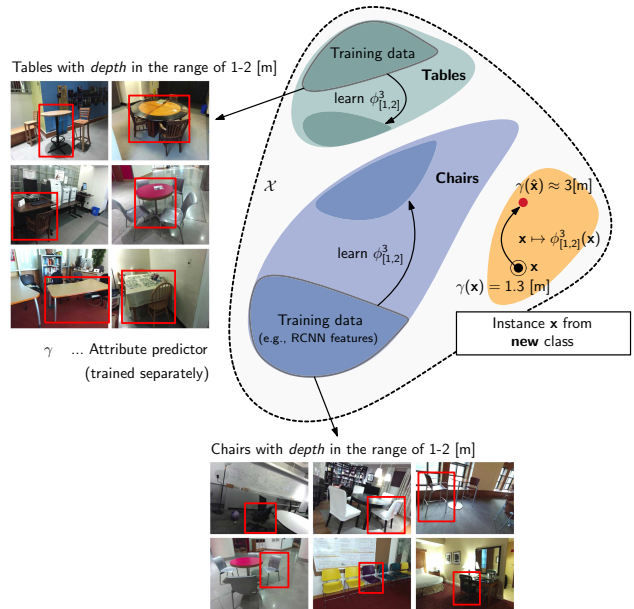 Tables with depth in the range of 1-2 [m]
Training data
Tables
learn ϕ³[1,2]
𝒳
Chairs
learn ϕ³[1,2]
Training data
(e.g., RCNN features)
γ(x̂) ≈ 3[m]
x ↦ ϕ³[1,2](x)
x
γ(x) = 1.3 [m]
Instance x from
new class
γ ... Attribute predictor
(trained separately)
Chairs with depth in the range of 1-2 [m]